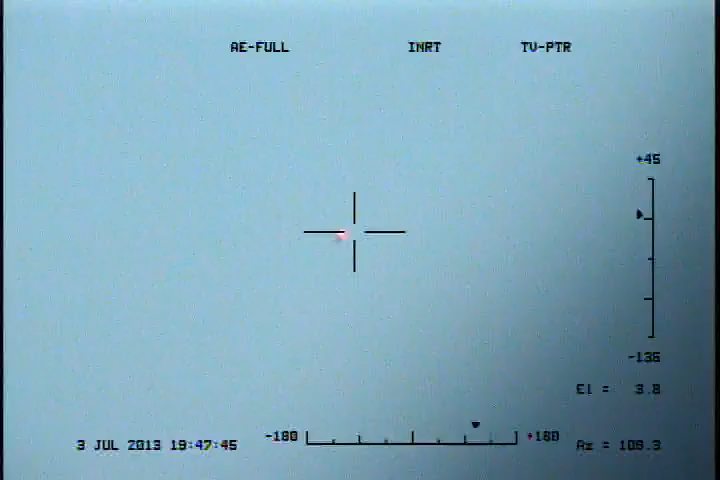 AE-FULL INRT TV-PTR
+45
-135
El = 3.8
-180 +180
3 JUL 2013 19:47:45 Az = 109.3